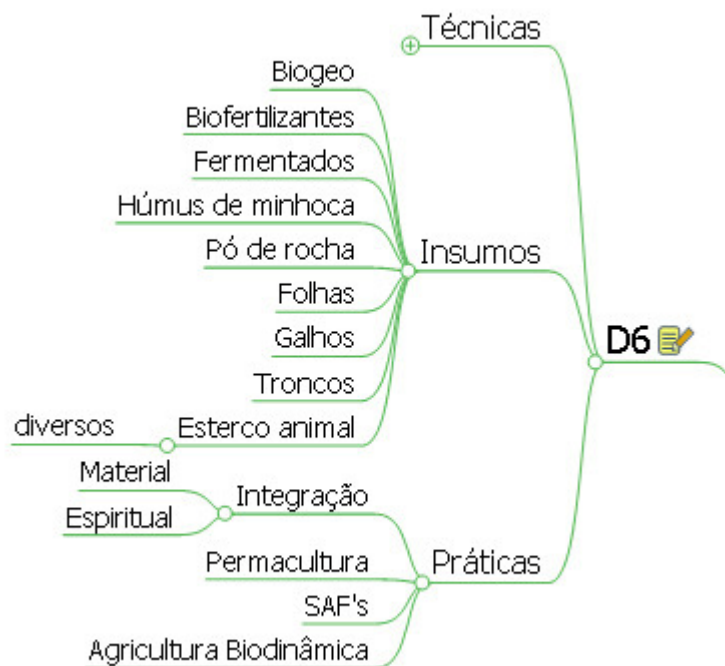 Técnicas
Biogeo
Biofertilizantes
Fermentados
Húmus de minhoca
Pó de rocha
Insumos
Folhas
Galhos
D6
Troncos
diversos
Esterco animal
Material
Integração
Espiritual
Permacultura
Práticas
SAF's
Agricultura Biodinâmica